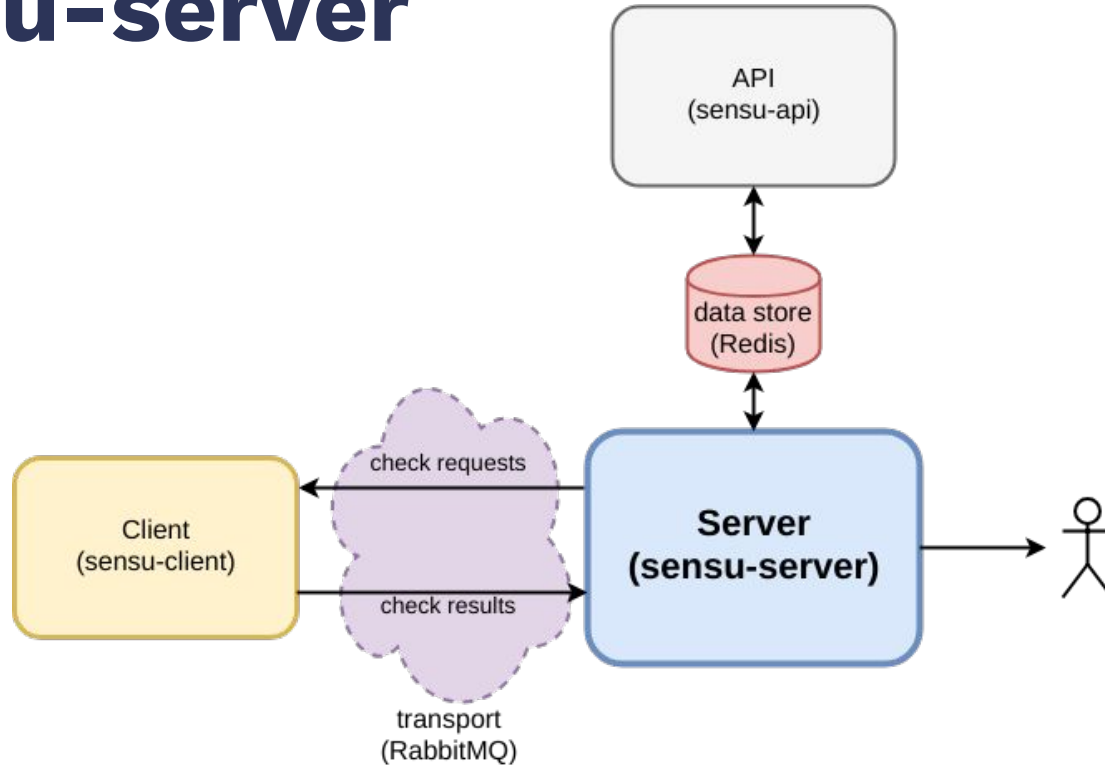 u-server
API
(sensu-api)
data store
(Redis)
check requests
Client
(sensu-client)
Server
(sensu-server)
check results
transport
(RabbitMQ)